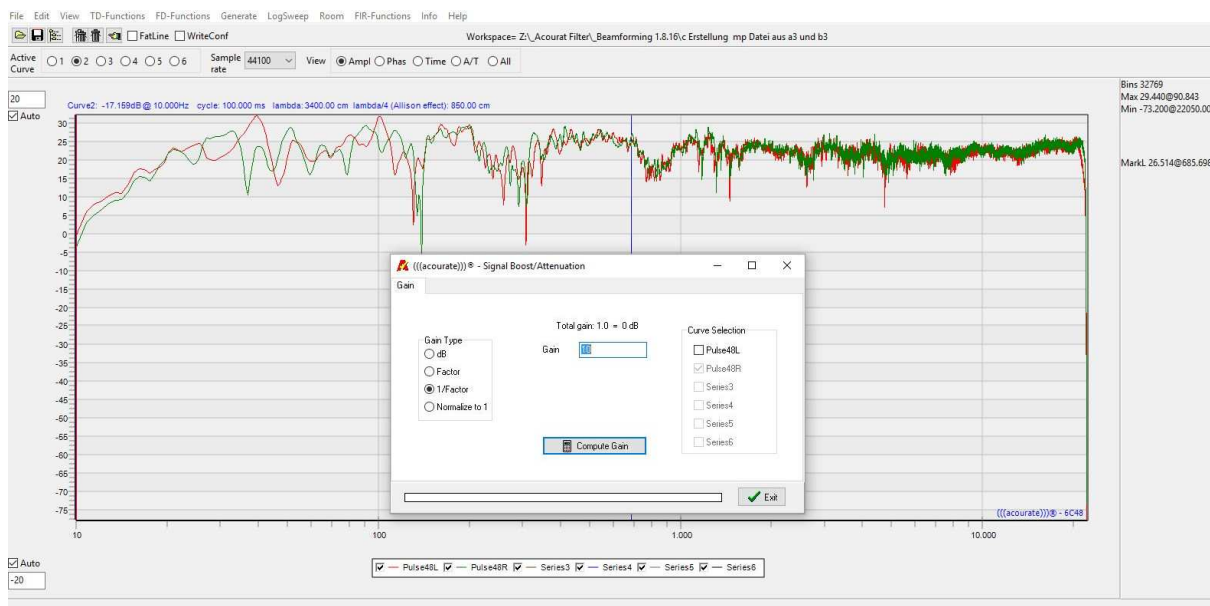 File Edit View TD-Functions FD-Functions Generate LogSweep Room FIR-Functions Info Help
FatLine WriteConf Workspace= Z:\_Acourat Filter\_Beamforming 1.8.16\c Erstellung mp Datei aus a3 und b3
Active Curve 1 2 3 4 5 6 Sample rate 44100 View Ampl Phas Time A/T All
Bins 32769
Max 29.440@90.843
Min -73.200@22050.00
MarkL 26.514@685.698
20
Auto
Curve2: -17.159dB @ 10.000Hz cycle: 100.000 ms lambda: 3400.00 cm lambda/4 (Allison effect): 850.00 cm
30
25
20
15
10
5
0
-5
-10
-15
-20
-25
-30
-35
-40
-45
-50
-55
-60
-65
-70
-75
(((acourate)))® - Signal Boost/Attenuation
Gain
Total gain: 1.0 = 0 dB
Gain Type
dB
Factor
1/Factor
Normalize to 1
Gain 1.0
Curve Selection
Pulse48L
Pulse48R
Series3
Series4
Series5
Series6
Compute Gain
Exit
(((acourate)))® - 6C48
10 100 1.000 10.000
Auto
-20
Pulse48L Pulse48R Series3 Series4 Series5 Series6